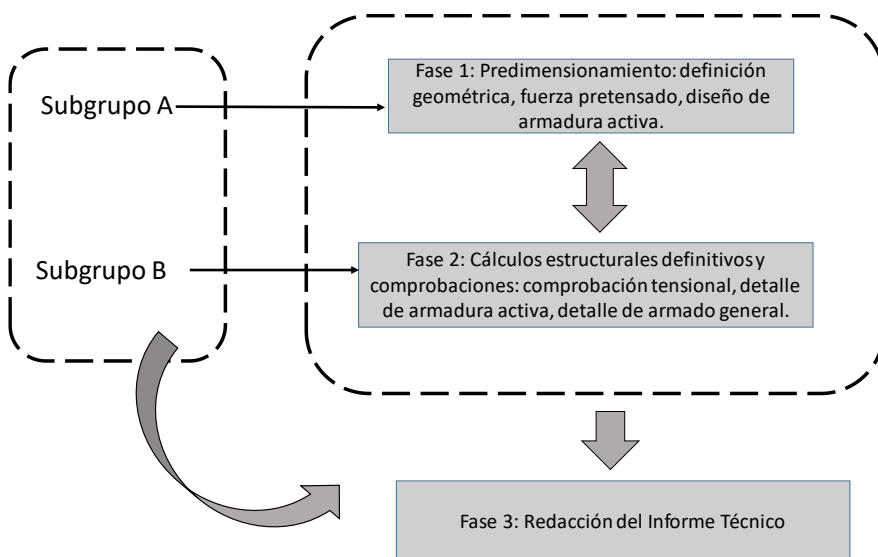 Subgrupo A
Fase 1: Predimensionamiento: definición
geométrica, fuerza pretensado, diseño de
armadura activa.
Subgrupo B
Fase 2: Cálculos estructurales definitivos y
comprobaciones: comprobación tensional, detalle
de armadura activa, detalle de armado general.
Fase 3: Redacción del Informe Técnico